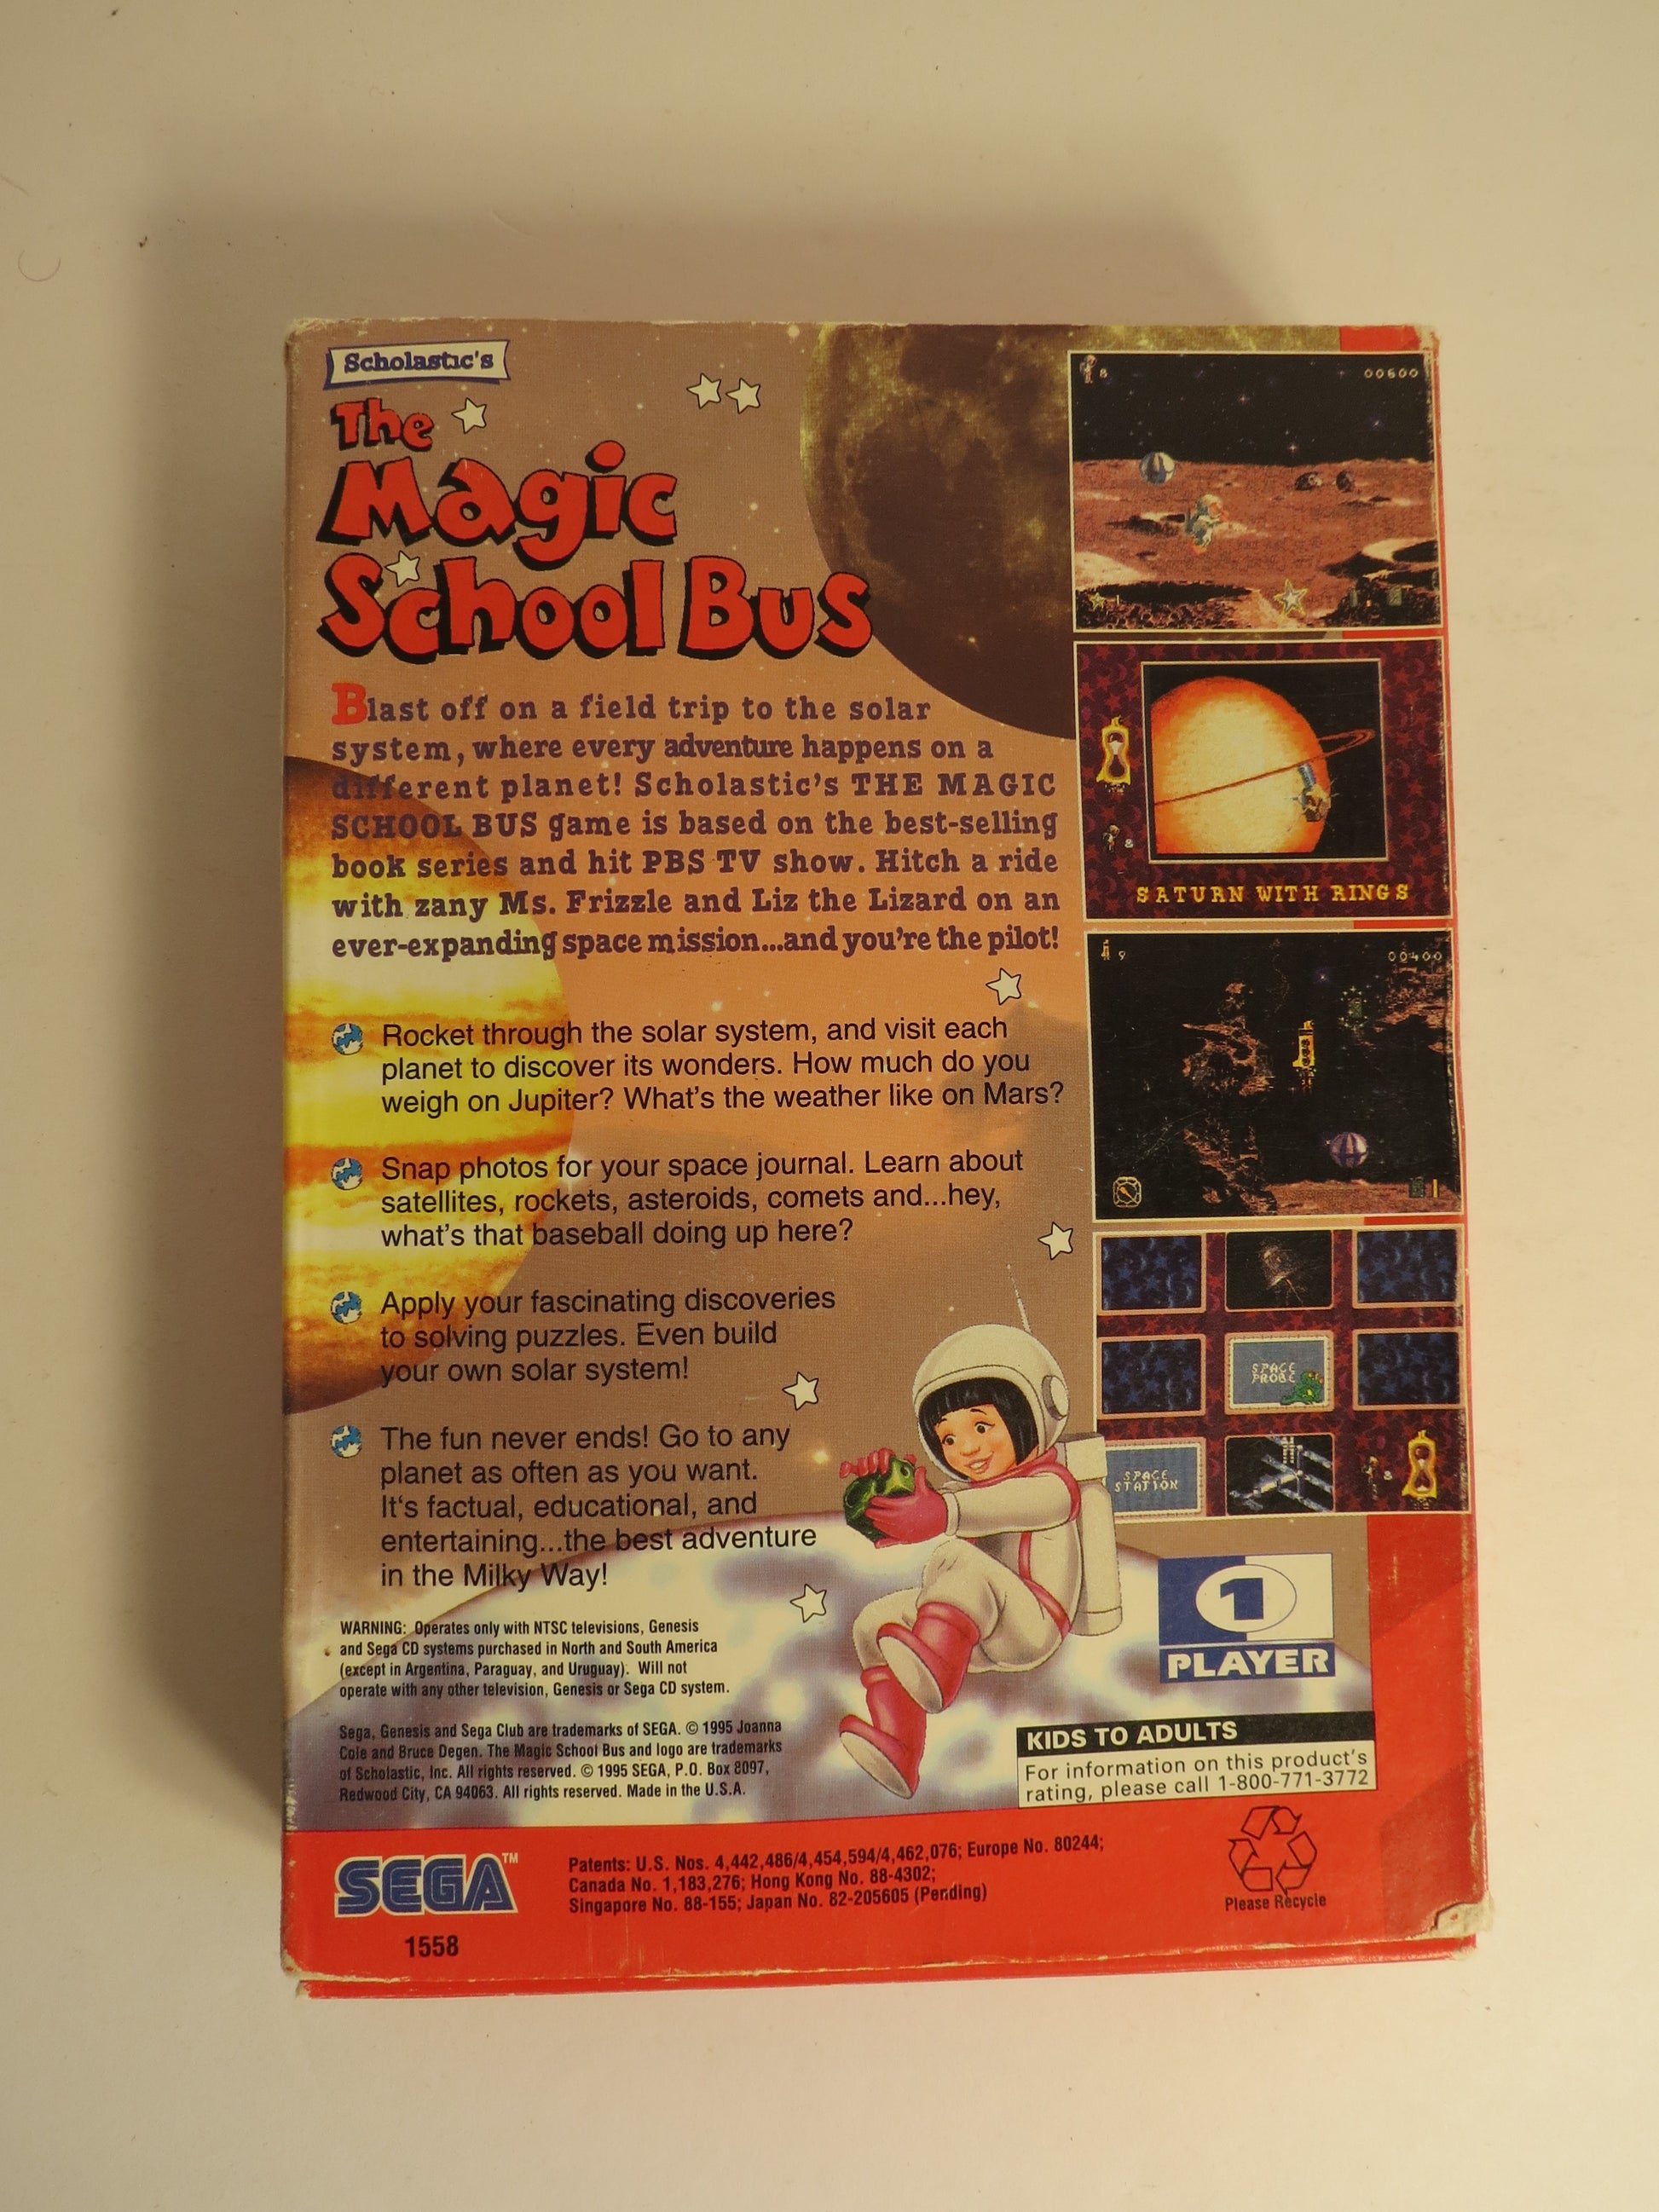 Scholastic's
The
Magic
School Bus
Blast off on a field trip to the solar
system, where every adventure happens on a
different planet! Scholastic's THE MAGIC
SCHOOL BUS game is based on the best-selling
book series and hit PBS TV show. Hitch a ride
with zany Ms. Frizzle and Liz the Lizard on an
ever-expanding space mission...and you're the pilot!
Rocket through the solar system, and visit each
planet to discover its wonders. How much do you
weigh on Jupiter? What's the weather like on Mars?
Snap photos for your space journal. Learn about
satellites, rockets, asteroids, comets and...hey,
what's that baseball doing up here?
Apply your fascinating discoveries
to solving puzzles. Even build
your own solar system!
The fun never ends! Go to any
planet as often as you want.
It's factual, educational, and
entertaining...the best adventure
in the Milky Way!
WARNING: Operates only with NTSC televisions, Genesis
and Sega CD systems purchased in North and South America
(except in Argentina, Paraguay, and Uruguay). Will not
operate with any other television, Genesis or Sega CD system.
Sega, Genesis and Sega Club are trademarks of SEGA. © 1995 Joanna
Cole and Bruce Degen. The Magic School Bus and logo are trademarks
of Scholastic, Inc. All rights reserved. © 1995 SEGA, P.O. Box 8097,
Redwood City, CA 94063. All rights reserved. Made in the U.S.A.
8 00600
8
SATURN WITH RINGS
9 00400
1
SPACE
PROBE
SPACE
STATION
8
1
PLAYER
KIDS TO ADULTS
For information on this product's
rating, please call 1-800-771-3772
SEGA™
1558
Patents: U.S. Nos. 4,442,486/4,454,594/4,462,076; Europe No. 80244;
Canada No. 1,183,276; Hong Kong No. 88-4302;
Singapore No. 88-155; Japan No. 82-205605 (Pending)
Please Recycle